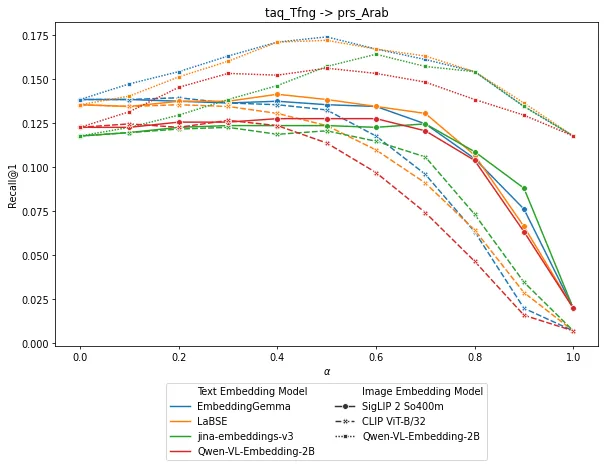 taq_Tfng -> prs_Arab
Recall@1
0.175
0.150
0.125
0.100
0.075
0.050
0.025
0.000
0.0 0.2 0.4 0.6 0.8 1.0
α
Text Embedding Model Image Embedding Model
EmbeddingGemma SigLIP 2 So400m
LaBSE CLIP ViT-B/32
jina-embeddings-v3 Qwen-VL-Embedding-2B
Qwen-VL-Embedding-2B